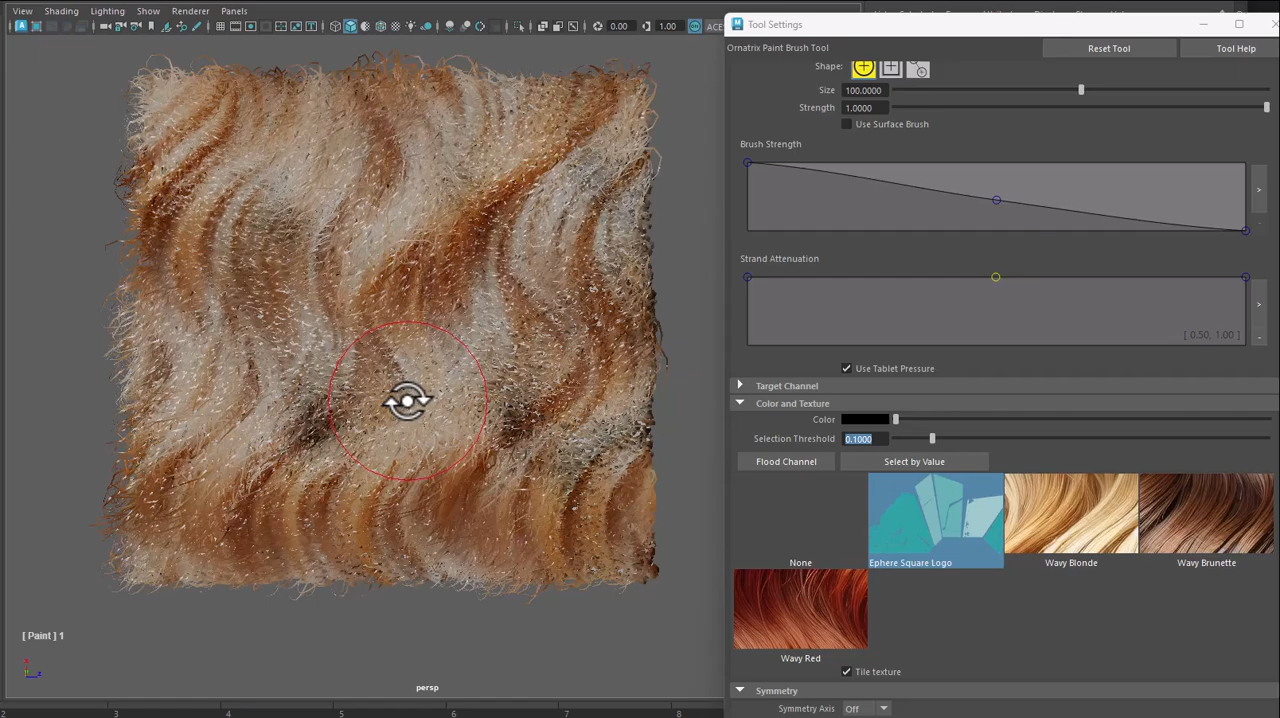 View Shading Lighting Show Renderer Panels
0.00 1.00 ON ACE
Tool Settings
Ornatrix Paint Brush Tool
Reset Tool Tool Help
Shape:
Size 100.0000
Strength 1.0000
Use Surface Brush
Brush Strength
>
Strand Attenuation
>
[ 0.50, 1.00 ]
Use Tablet Pressure
Target Channel
Color and Texture
Color
Selection Threshold 0.1000
Flood Channel Select by Value
None Ephere Square Logo Wavy Blonde Wavy Brunette
Wavy Red
Tile texture
Symmetry
Symmetry Axis Off
[ Paint ] 1
x
z
persp
2 3 4 5 6 7 8